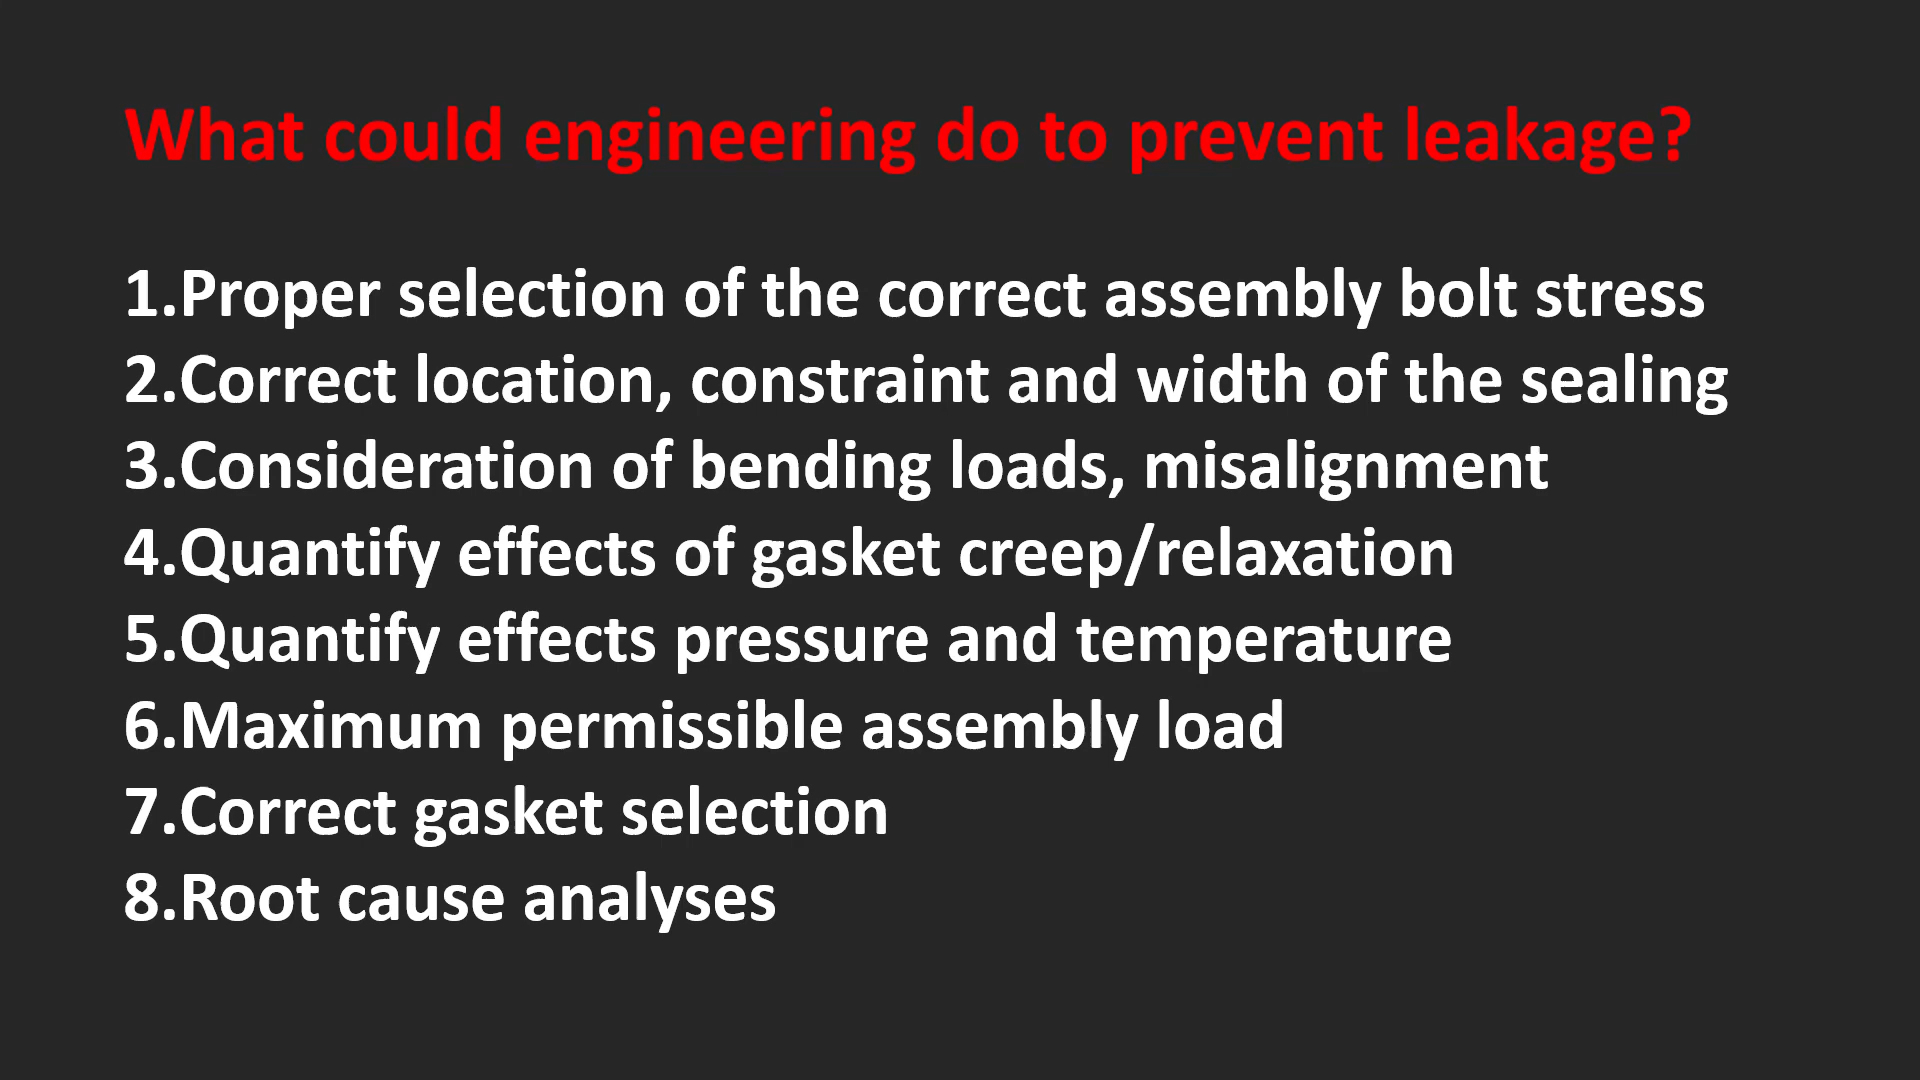 What could engineering do to prevent leakage?
1.Proper selection of the correct assembly bolt stress
2.Correct location, constraint and width of the sealing
3.Consideration of bending loads, misalignment
4.Quantify effects of gasket creep/relaxation
5.Quantify effects pressure and temperature
6.Maximum permissible assembly load
7.Correct gasket selection
8.Root cause analyses